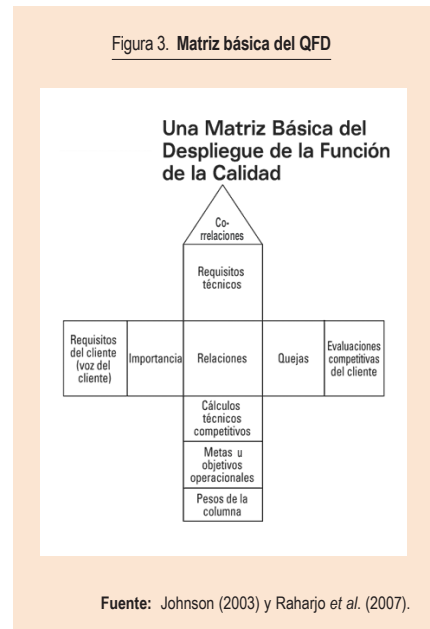 Figura 3. Matriz básica del QFD
Una Matriz Básica del
Despliegue de la Función
de la Calidad
Co-
rrelaciones
Requisitos
técnicos
Requisitos
del cliente
(voz del
cliente)
Importancia
Relaciones
Quejas
Evaluaciones
competitivas
del cliente
Cálculos
técnicos
competitivos
Metas u
objetivos
operacionales
Pesos de la
columna
Fuente: Johnson (2003) y Raharjo et al. (2007).